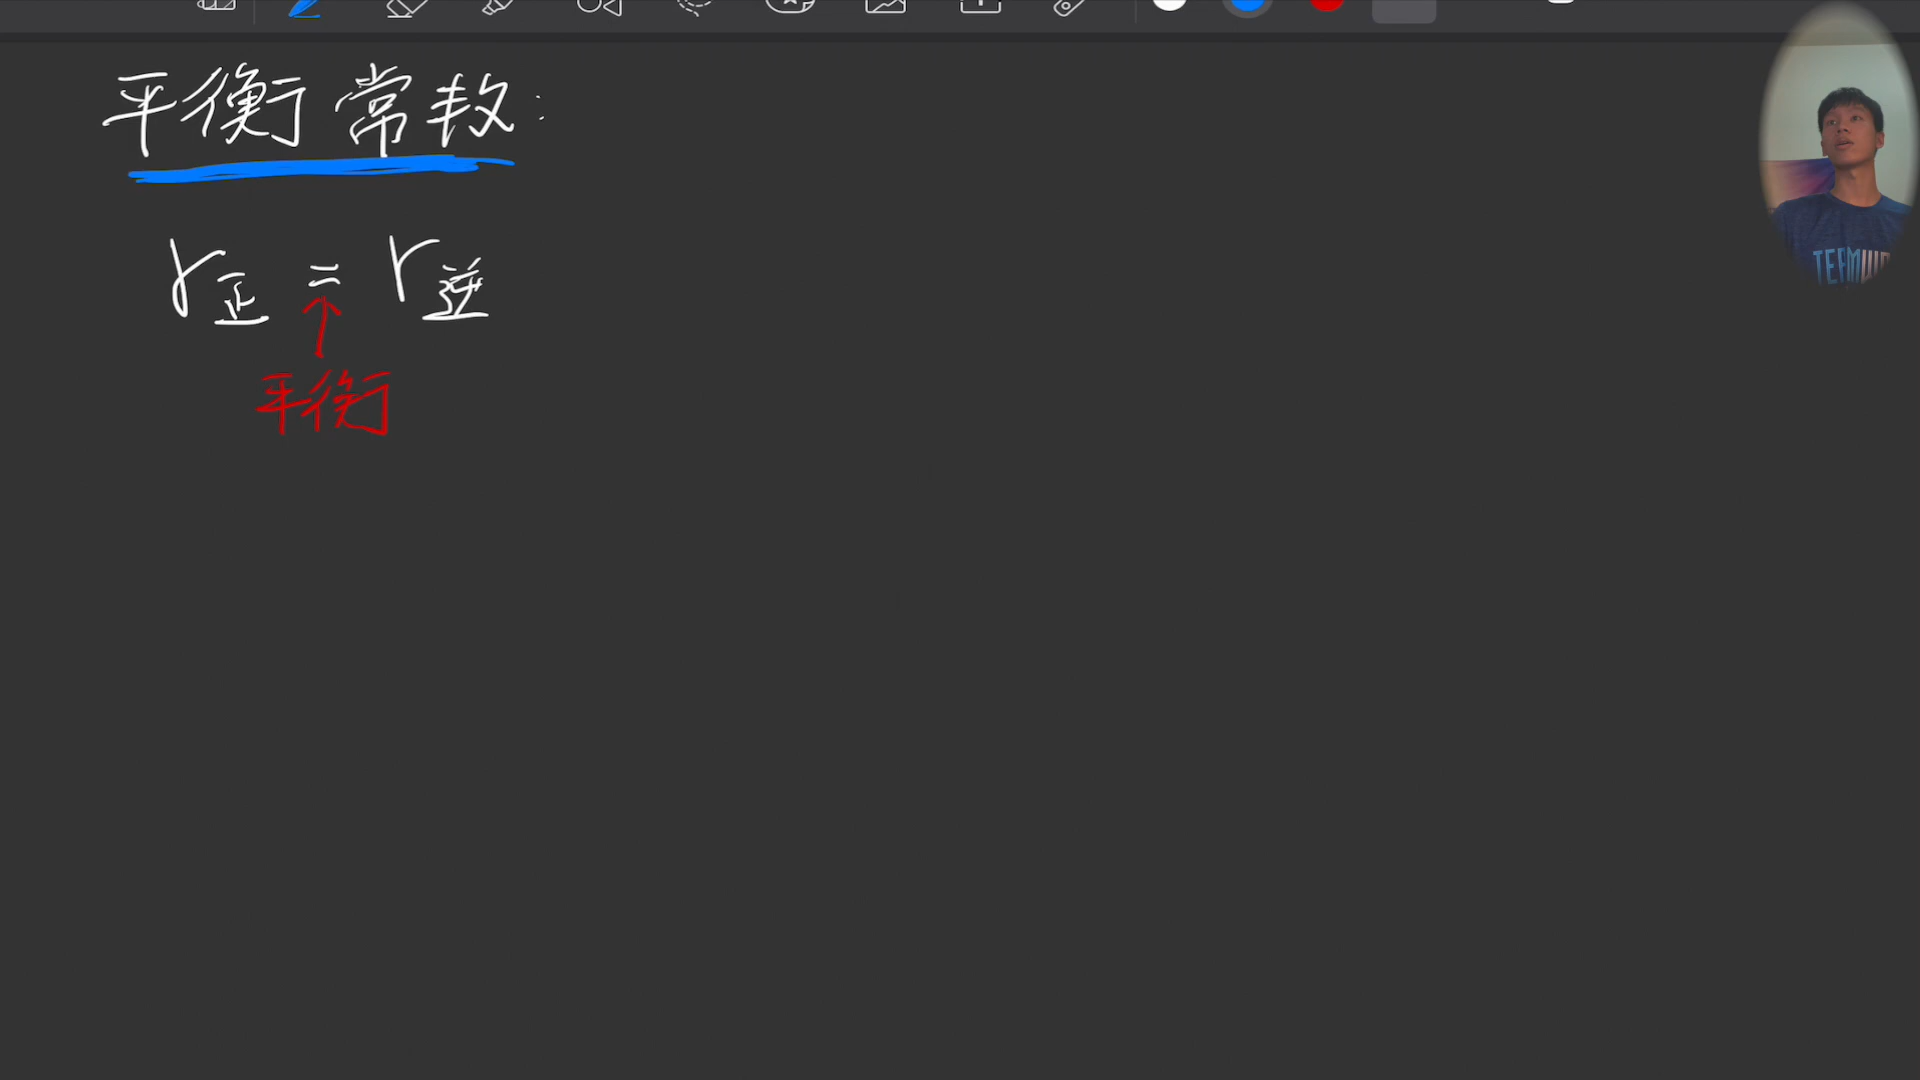 平衡常数:
r正 = r逆
平衡